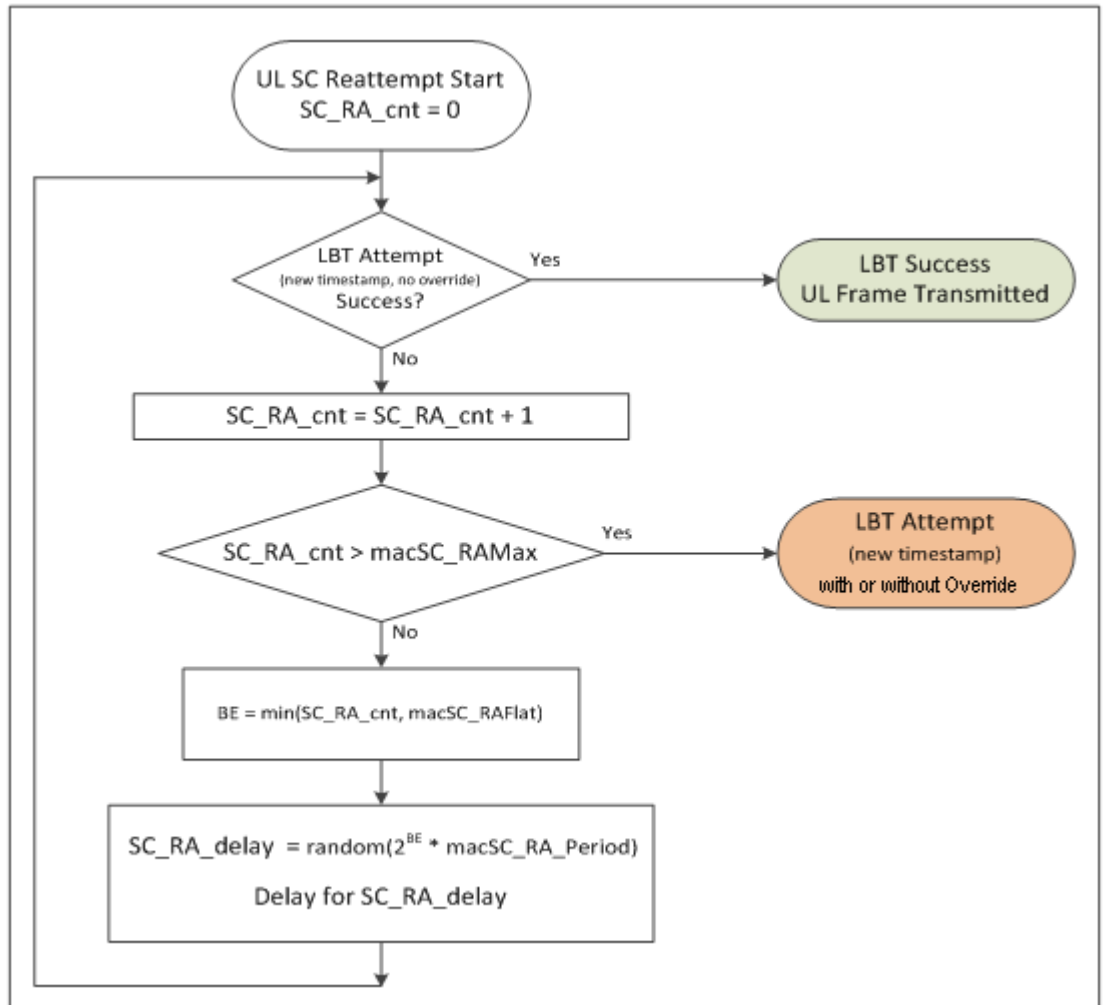 UL SC Reattempt Start
SC_RA_cnt = 0
LBT Attempt
(new timestamp, no override)
Success?
Yes
LBT Success
UL Frame Transmitted
No
SC_RA_cnt = SC_RA_cnt + 1
SC_RA_cnt > macSC_RAMax
Yes
LBT Attempt
(new timestamp)
with or without Override
No
BE = min(SC_RA_cnt, macSC_RAFlat)
SC_RA_delay = random(2^BE * macSC_RA_Period)
Delay for SC_RA_delay